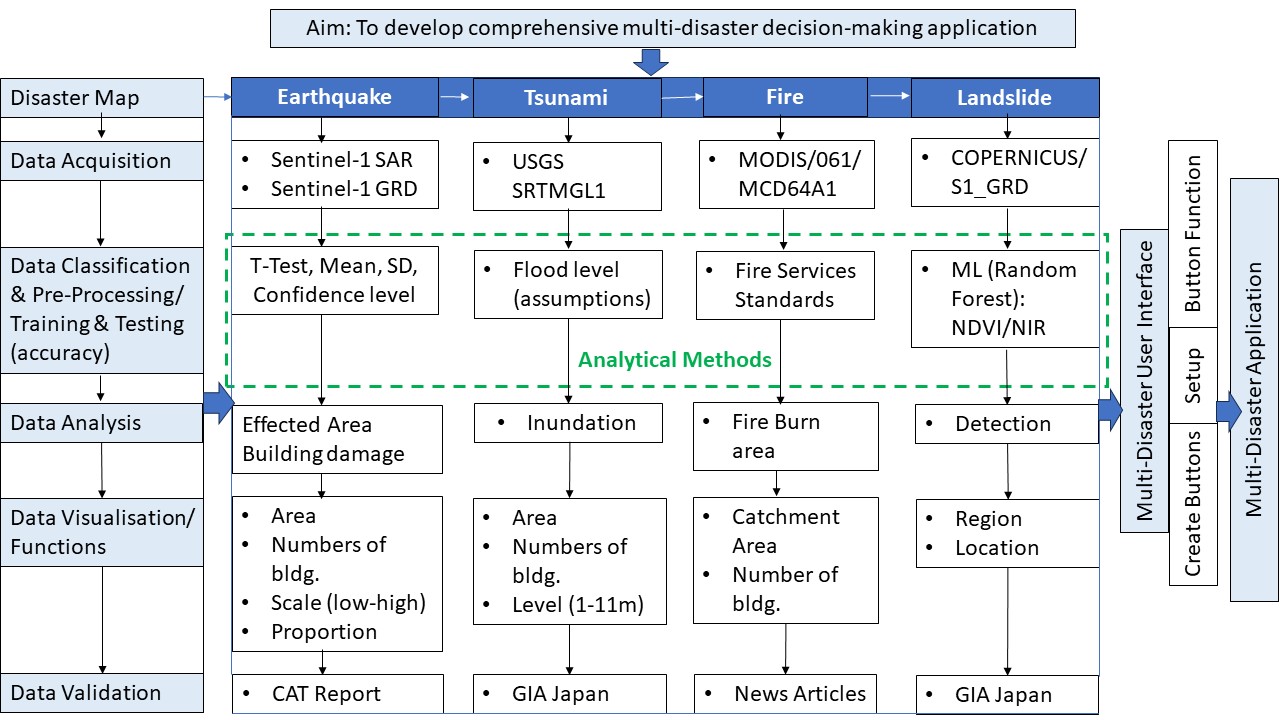 Aim: To develop comprehensive multi-disaster decision-making application
Disaster Map
Earthquake
Tsunami
Fire
Landslide
Data Acquisition
• Sentinel-1 SAR
• Sentinel-1 GRD
• USGS
SRTMGL1
• MODIS/061/
MCD64A1
• COPERNICUS/
S1_GRD
Data Classification
& Pre-Processing/
Training & Testing
(accuracy)
T-Test, Mean, SD,
Confidence level
• Flood level
(assumptions)
• Fire Services
Standards
• ML (Random
Forest):
NDVI/NIR
Analytical Methods
Data Analysis
Effected Area
Building damage
• Inundation
• Fire Burn
area
• Detection
Data Visualisation/
Functions
• Area
• Numbers of
bldg.
• Scale (low-high)
• Proportion
• Area
• Numbers of
bldg.
• Level (1-11m)
• Catchment
Area
• Number of
bldg.
• Region
• Location
Data Validation
• CAT Report
• GIA Japan
• News Articles
• GIA Japan
Multi-Disaster User Interface
Button Function
Setup
Create Buttons
Multi-Disaster Application